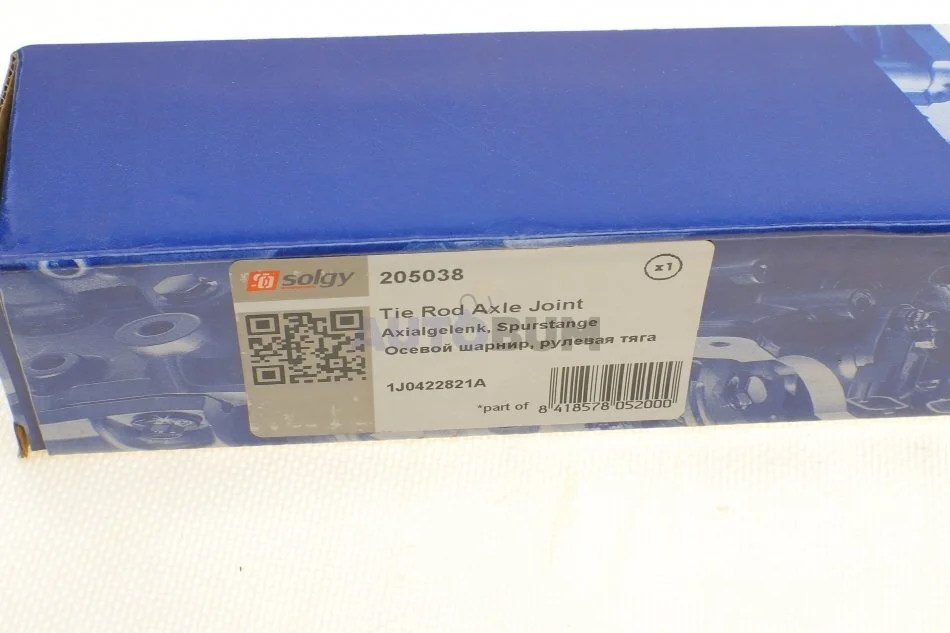 solgy
205038
x1
Tie Rod Axle Joint
Axialgelenk, Spurstange
Осевой шарнир, рулевая тяга
1J0422821A
*part of
8 418578 052000
AUTOBUM